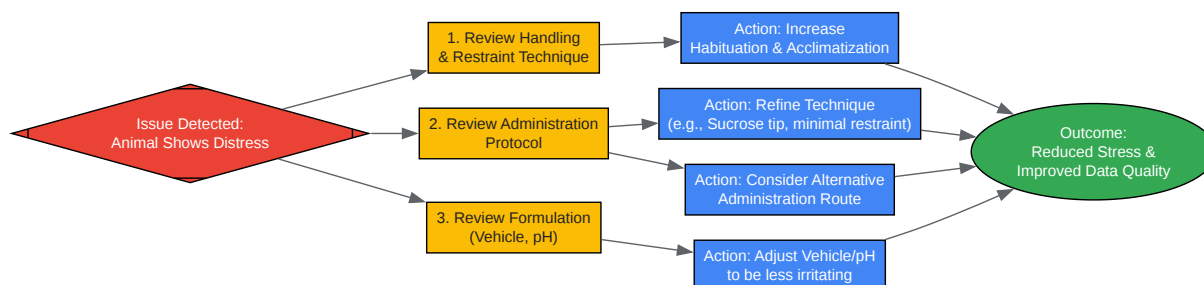 Issue Detected:
Animal Shows Distress
1. Review Handling
& Restraint Technique
2. Review Administration
Protocol
3. Review Formulation
(Vehicle, pH)
Action: Increase
Habituation & Acclimatization
Action: Refine Technique
(e.g., Sucrose tip, minimal restraint)
Action: Consider Alternative
Administration Route
Action: Adjust Vehicle/pH
to be less irritating
Outcome:
Reduced Stress &
Improved Data Quality